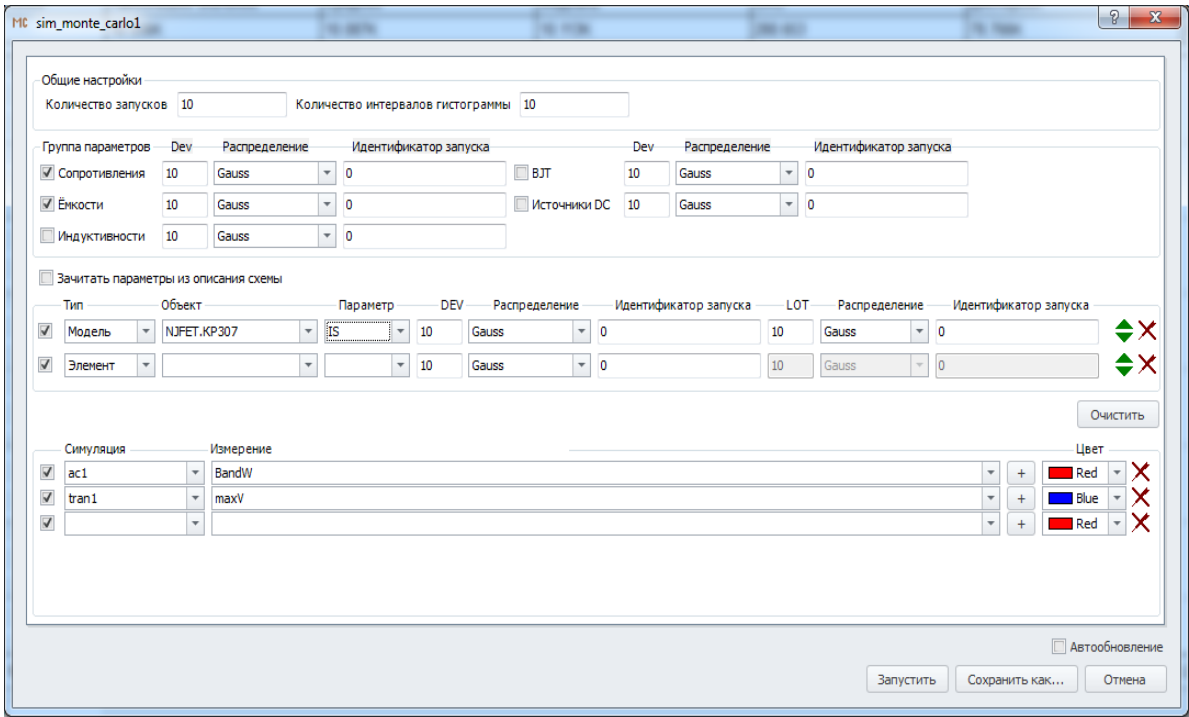 MC sim_monte_carlo1 ? X
Общие настройки
Количество запусков 10 Количество интервалов гистограммы 10
Группа параметров Dev Распределение Идентификатор запуска Dev Распределение Идентификатор запуска
Сопротивления 10 Gauss 0 BJT 10 Gauss 0
Ёмкости 10 Gauss 0 Источники DC 10 Gauss 0
Индуктивности 10 Gauss 0
Зачитать параметры из описания схемы
Тип Объект Параметр DEV Распределение Идентификатор запуска LOT Распределение Идентификатор запуска
Модель NJFET.KP307 IS 10 Gauss 0 10 Gauss 0
Элемент 10 Gauss 0 10 Gauss 0
Очистить
Симуляция Измерение Цвет
ac1 BandW + Red
tran1 maxV + Blue
+ Red
Автообновление
Запустить Сохранить как... Отмена